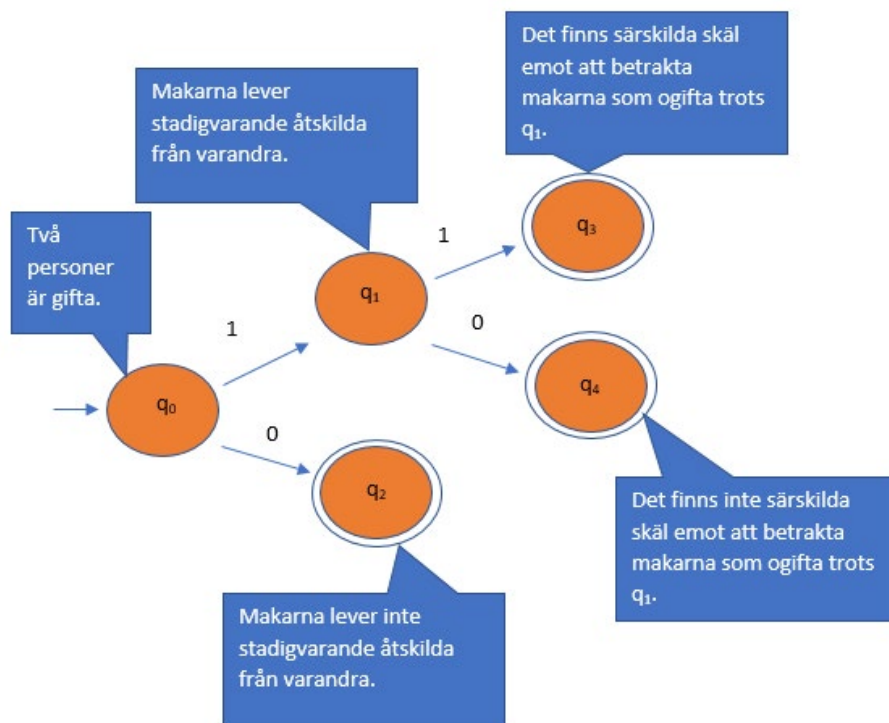 Det finns särskilda skäl
emot att betrakta
makarna som ogifta trots
q₁.
Makarna lever
stadigvarande åtskilda
från varandra.
Två
personer
är gifta.
1
q₃
q₁
1
0
q₄
q₀
0
q₂
Det finns inte särskilda
skäl emot att betrakta
makarna som ogifta trots
q₁.
Makarna lever inte
stadigvarande åtskilda
från varandra.